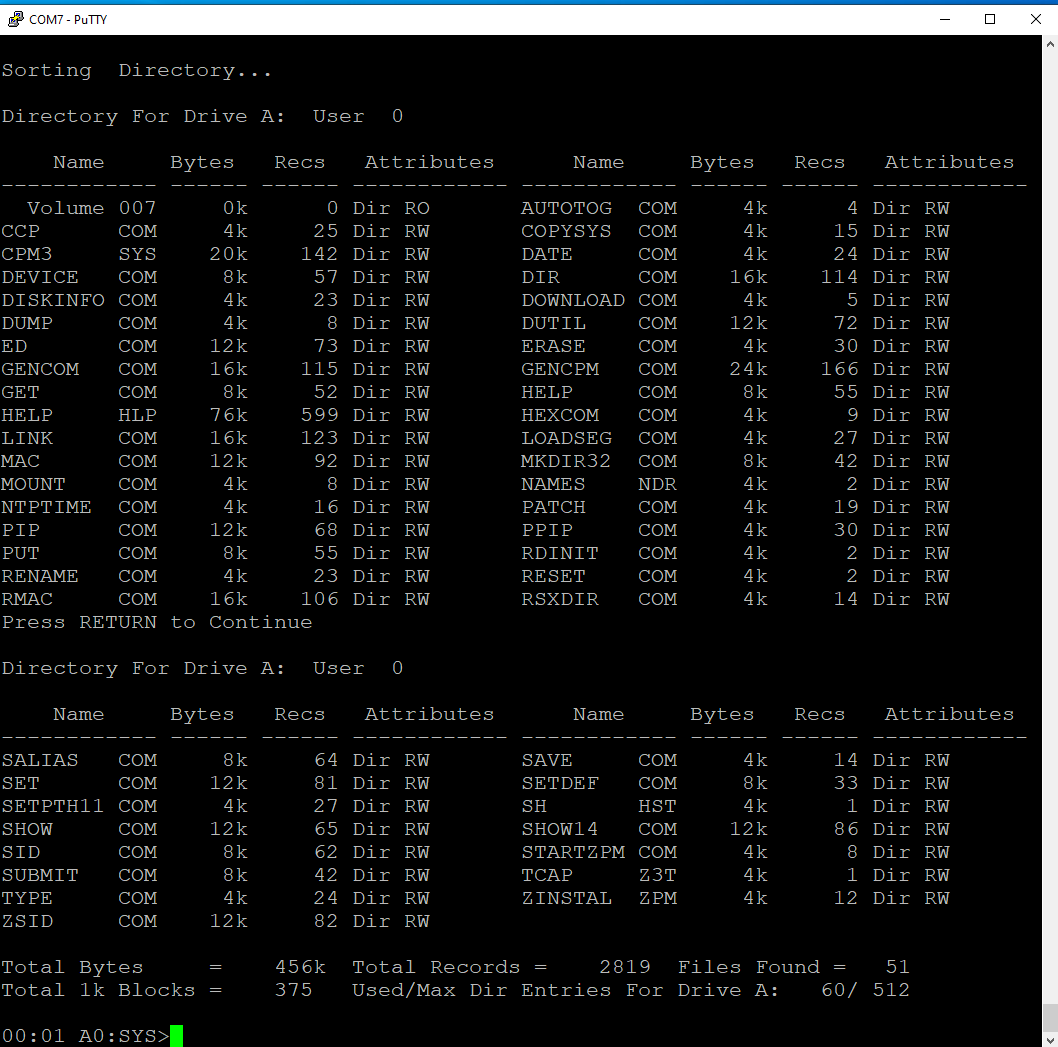 COM7 - PuTTY
Sorting  Directory...
Directory For Drive A:  User  0
    Name     Bytes   Recs   Attributes      Name     Bytes   Recs   Attributes
------------ ------ ------ ------------ ------------ ------ ------ ------------
  Volume 007     0k      0 Dir RO       AUTOTOG  COM     4k      4 Dir RW
CCP      COM     4k     25 Dir RW       COPYSYS  COM     4k     15 Dir RW
CPM3     SYS    20k    142 Dir RW       DATE     COM     4k     24 Dir RW
DEVICE   COM     8k     57 Dir RW       DIR      COM    16k    114 Dir RW
DISKINFO COM     4k     23 Dir RW       DOWNLOAD COM     4k      5 Dir RW
DUMP     COM     4k      8 Dir RW       DUTIL    COM    12k     72 Dir RW
ED       COM    12k     73 Dir RW       ERASE    COM     4k     30 Dir RW
GENCOM   COM    16k    115 Dir RW       GENCPM   COM    24k    166 Dir RW
GET      COM     8k     52 Dir RW       HELP     COM     8k     55 Dir RW
HELP     HLP    76k    599 Dir RW       HEXCOM   COM     4k      9 Dir RW
LINK     COM    16k    123 Dir RW       LOADSEG  COM     4k     27 Dir RW
MAC      COM    12k     92 Dir RW       MKDIR32  COM     8k     42 Dir RW
MOUNT    COM     4k      8 Dir RW       NAMES    NDR     4k      2 Dir RW
NTPTIME  COM     4k     16 Dir RW       PATCH    COM     4k     19 Dir RW
PIP      COM    12k     68 Dir RW       PPIP     COM     4k     30 Dir RW
PUT      COM     8k     55 Dir RW       RDINIT   COM     4k      2 Dir RW
RENAME   COM     4k     23 Dir RW       RESET    COM     4k      2 Dir RW
RMAC     COM    16k    106 Dir RW       RSXDIR   COM     4k     14 Dir RW
Press RETURN to Continue
Directory For Drive A:  User  0
    Name     Bytes   Recs   Attributes      Name     Bytes   Recs   Attributes
------------ ------ ------ ------------ ------------ ------ ------ ------------
SALIAS   COM     8k     64 Dir RW       SAVE     COM     4k     14 Dir RW
SET      COM    12k     81 Dir RW       SETDEF   COM     8k     33 Dir RW
SETPTH11 COM     4k     27 Dir RW       SH       HST     4k      1 Dir RW
SHOW     COM    12k     65 Dir RW       SHOW14   COM    12k     86 Dir RW
SID      COM     8k     62 Dir RW       STARTZPM COM     4k      8 Dir RW
SUBMIT   COM     8k     42 Dir RW       TCAP     Z3T     4k      1 Dir RW
TYPE     COM     4k     24 Dir RW       ZINSTAL  ZPM     4k     12 Dir RW
ZSID     COM    12k     82 Dir RW
Total Bytes     =    456k  Total Records =    2819  Files Found =   51
Total 1k Blocks =    375   Used/Max Dir Entries For Drive A:   60/ 512
00:01 A0:SYS>